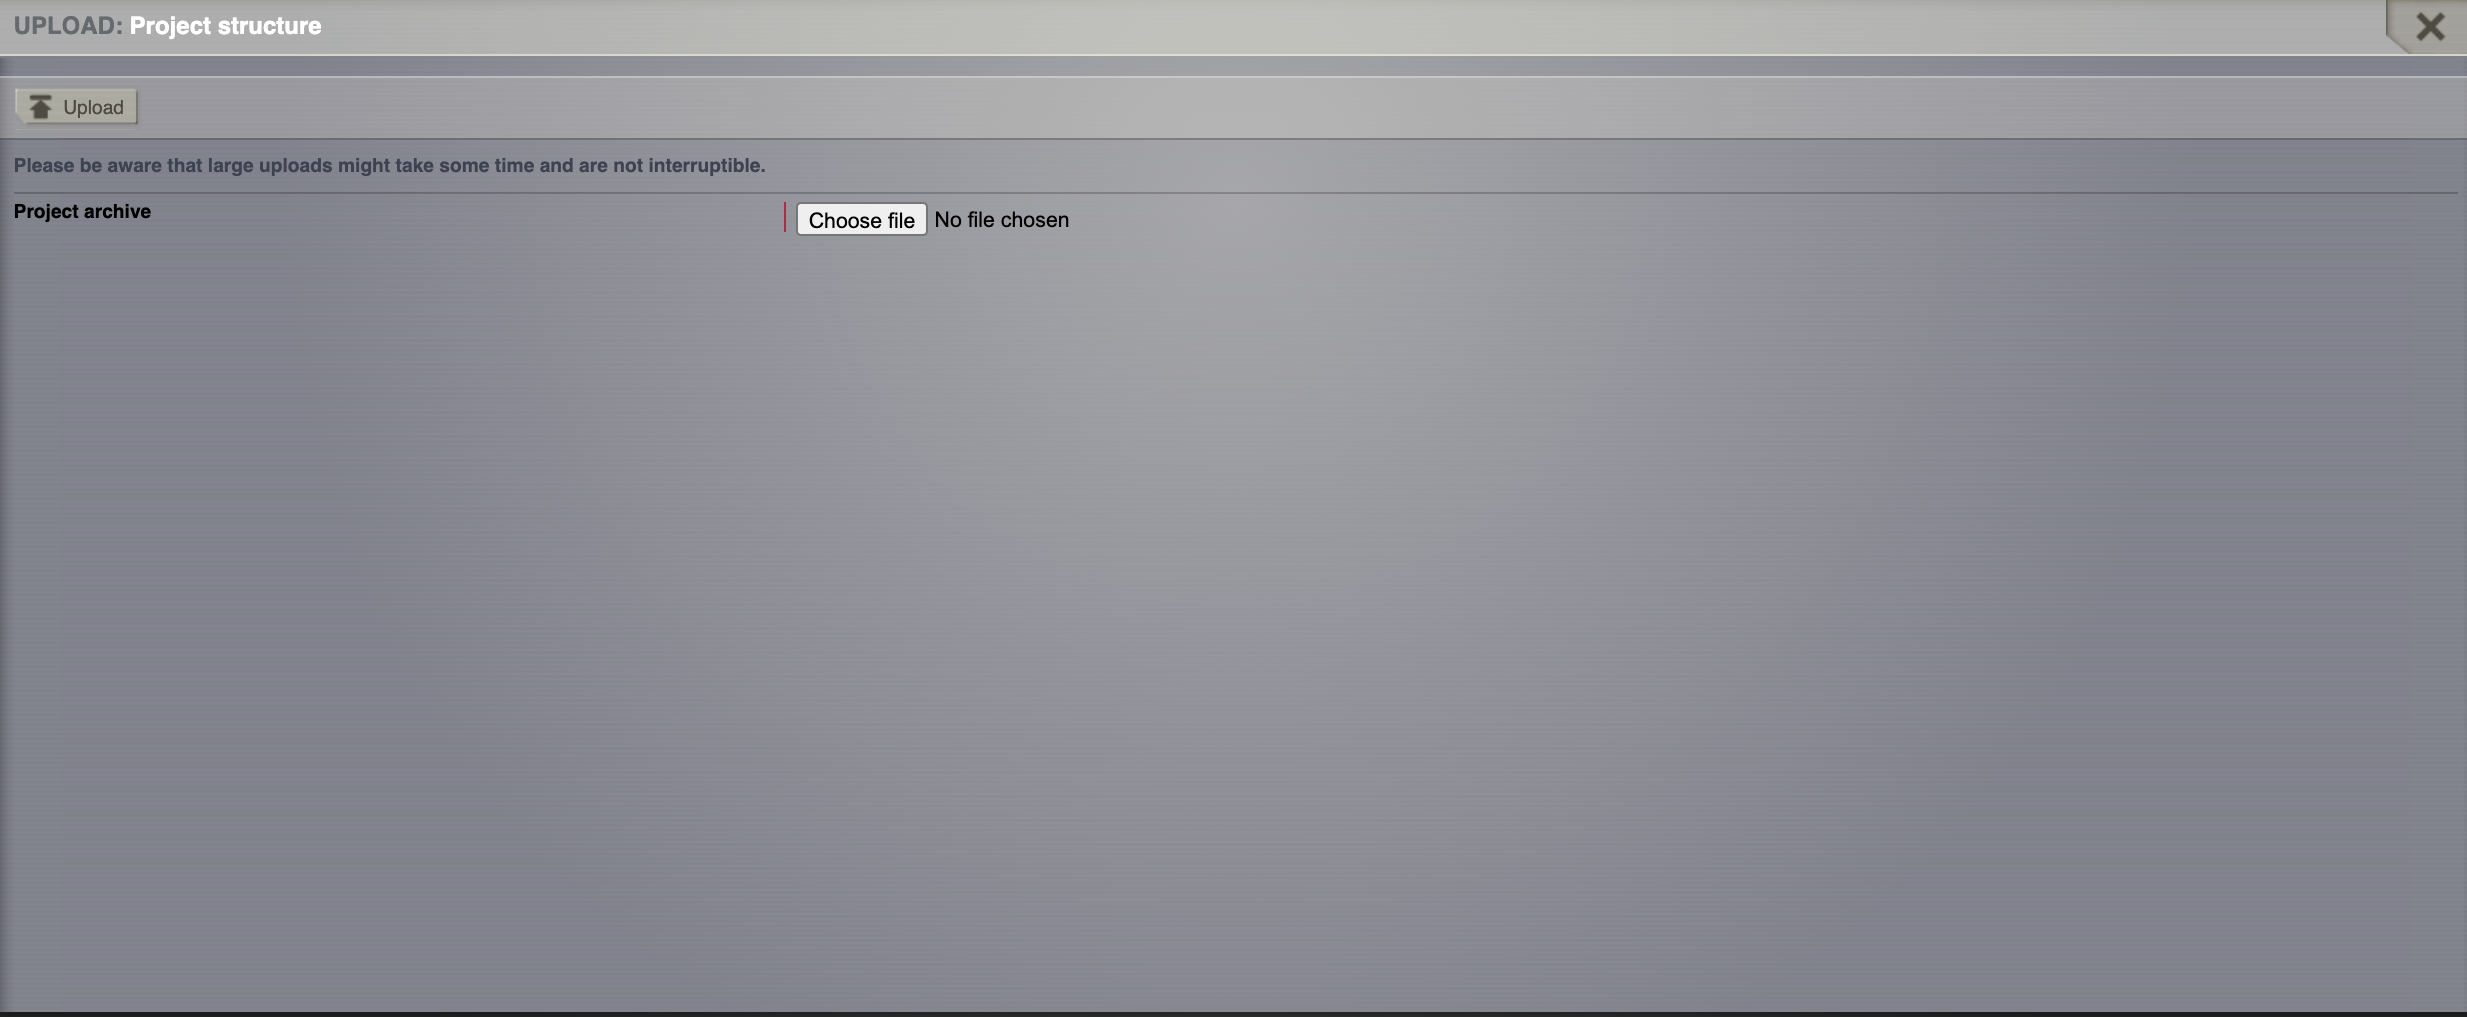 UPLOAD: Project structure
Upload
Please be aware that large uploads might take some time and are not interruptible.
Project archive
Choose file No file chosen